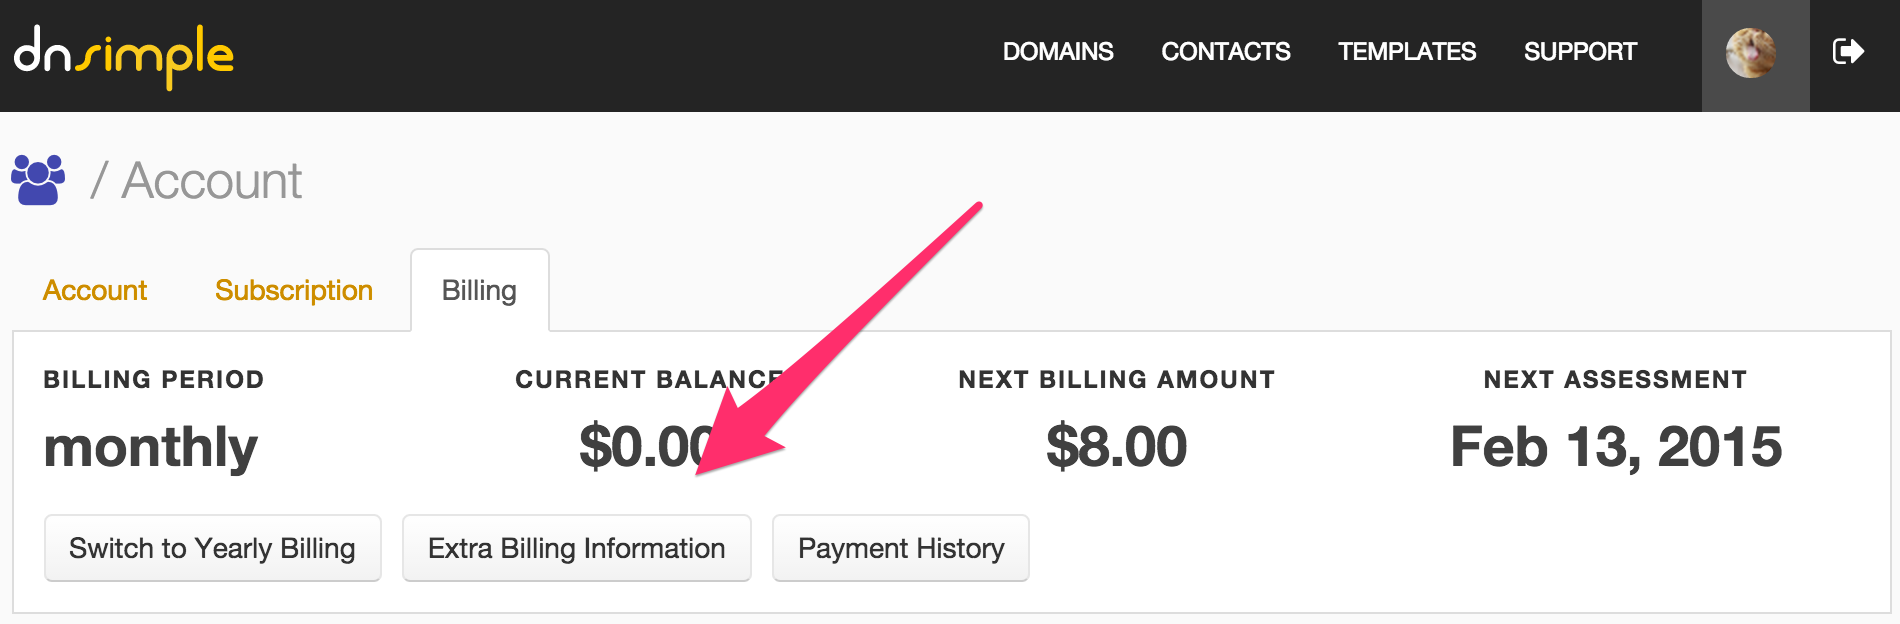 dnsimple
DOMAINS CONTACTS TEMPLATES SUPPORT
/ Account
Account Subscription Billing
BILLING PERIOD CURRENT BALANCE NEXT BILLING AMOUNT NEXT ASSESSMENT
monthly $0.00 $8.00 Feb 13, 2015
Switch to Yearly Billing Extra Billing Information Payment History